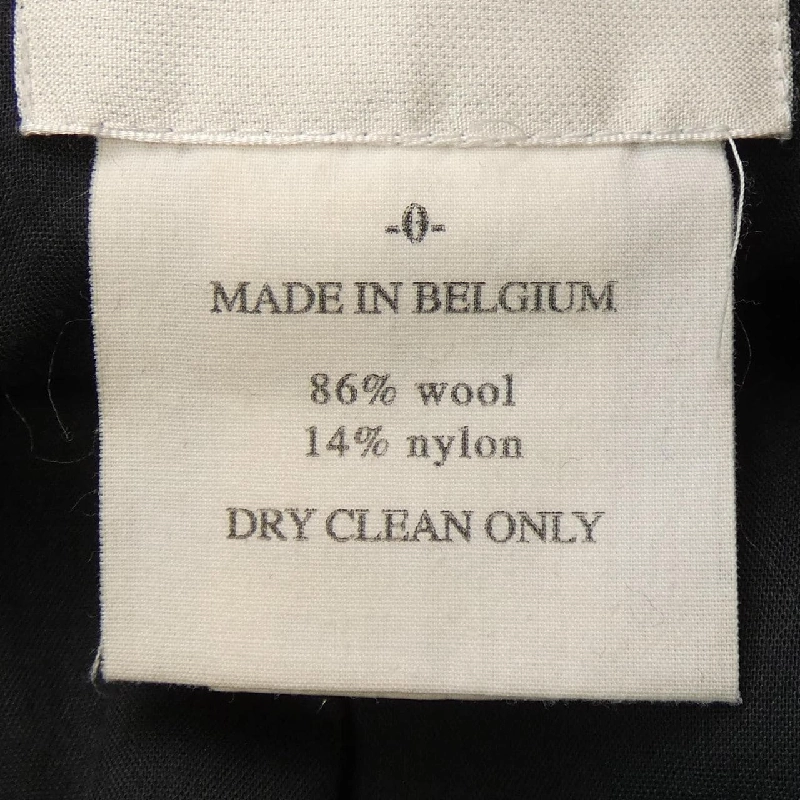 -0-
MADE IN BELGIUM
86% wool
14% nylon
DRY CLEAN ONLY